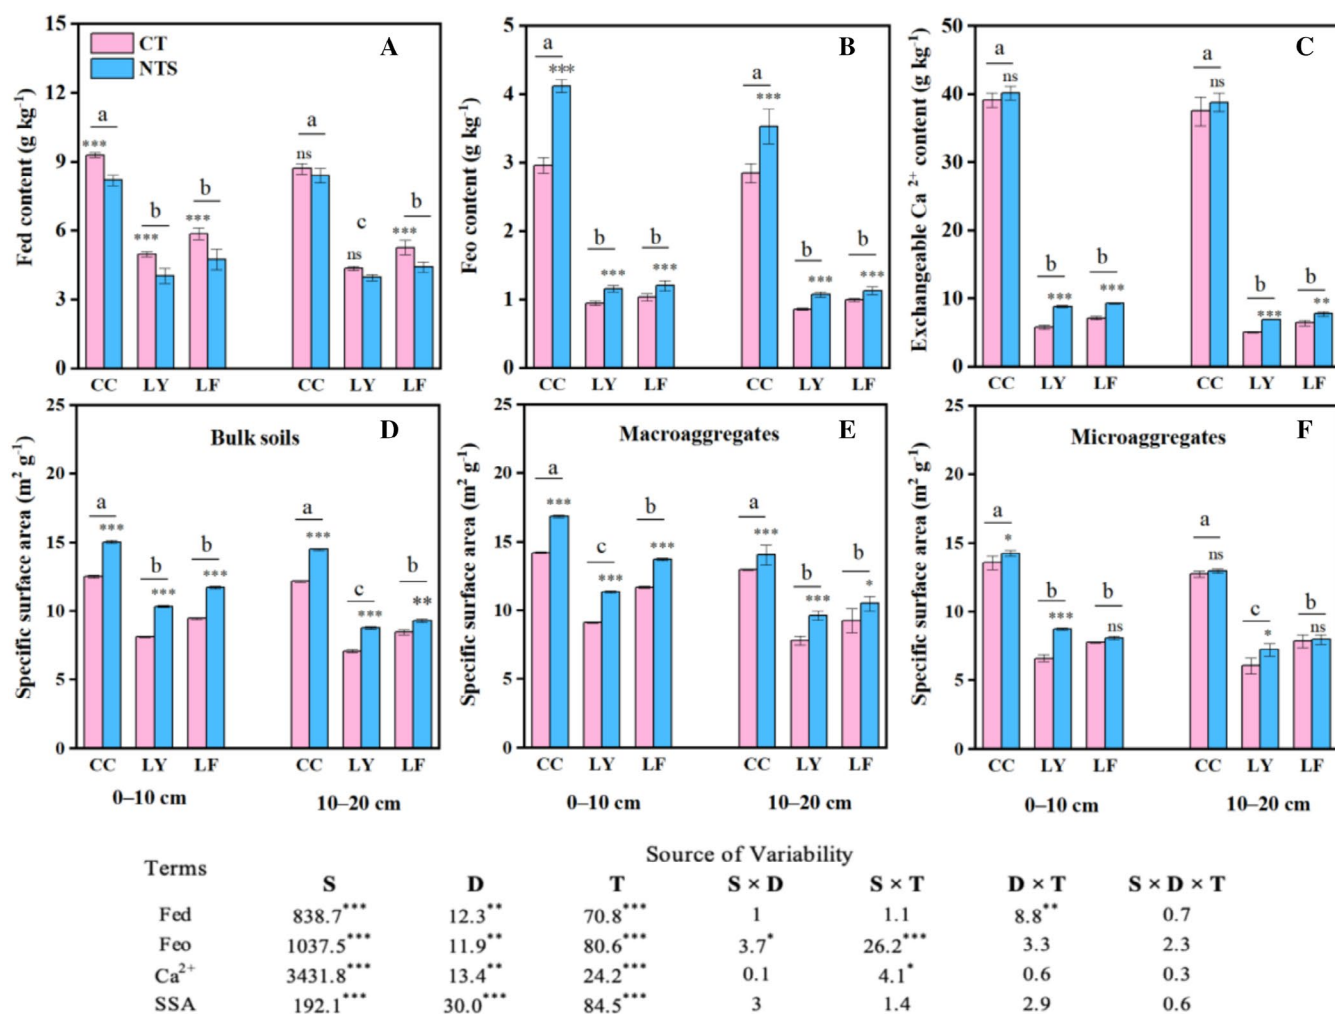 A
CT
NTS
Fed content (g kg⁻¹)
15
12
9
6
3
0
a
***
b
***
b
***
a
ns
c
ns
b
***
CC LY LF CC LY LF
B
Feo content (g kg⁻¹)
5
4
3
2
1
0
a
***
b
***
b
***
a
***
b
***
b
***
CC LY LF CC LY LF
C
Exchangeable Ca ²⁺ content (g kg⁻¹)
50
40
30
20
10
0
a
ns
b
***
b
***
a
ns
b
***
b
**
CC LY LF CC LY LF
Bulk soils D
Specific surface area (m² g⁻¹)
25
20
15
10
5
0
a
***
b
***
b
***
a
***
c
***
b
**
CC LY LF CC LY LF
0–10 cm 10–20 cm
Macroaggregates E
Specific surface area (m² g⁻¹)
25
20
15
10
5
0
a
***
c
***
b
***
a
***
b
***
b
*
CC LY LF CC LY LF
0–10 cm 10–20 cm
Microaggregates F
Specific surface area (m² g⁻¹)
25
20
15
10
5
0
a
*
b
***
b
ns
a
ns
c
*
b
ns
CC LY LF CC LY LF
0–10 cm 10–20 cm
Terms Source of Variability
S D T S × D S × T D × T S × D × T
Fed 838.7*** 12.3** 70.8*** 1 1.1 8.8** 0.7
Feo 1037.5*** 11.9** 80.6*** 3.7* 26.2*** 3.3 2.3
Ca²⁺ 3431.8*** 13.4** 24.2*** 0.1 4.1* 0.6 0.3
SSA 192.1*** 30.0*** 84.5*** 3 1.4 2.9 0.6